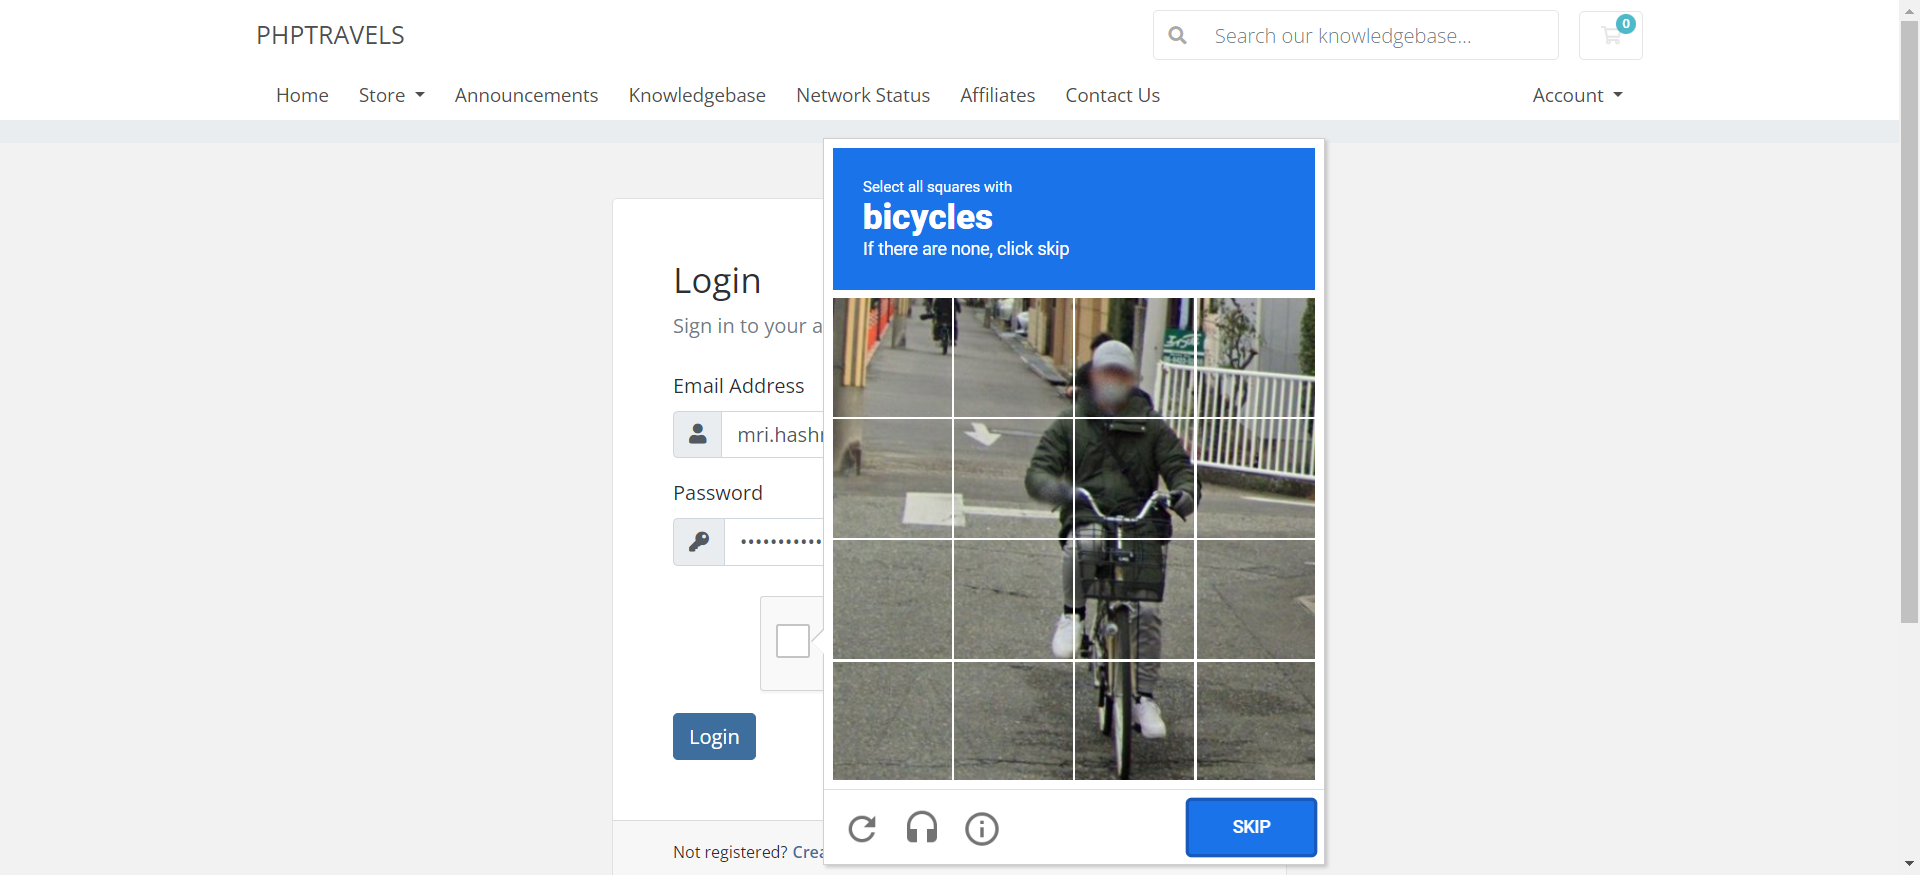 PHPTRAVELS
Search our knowledgebase...
0
Home
Store
Announcements
Knowledgebase
Network Status
Affiliates
Contact Us
Account
Login
Sign in to your a
Email Address
mri.hash
Password
Login
Not registered? Crea
Select all squares with
bicycles
If there are none, click skip
SKIP